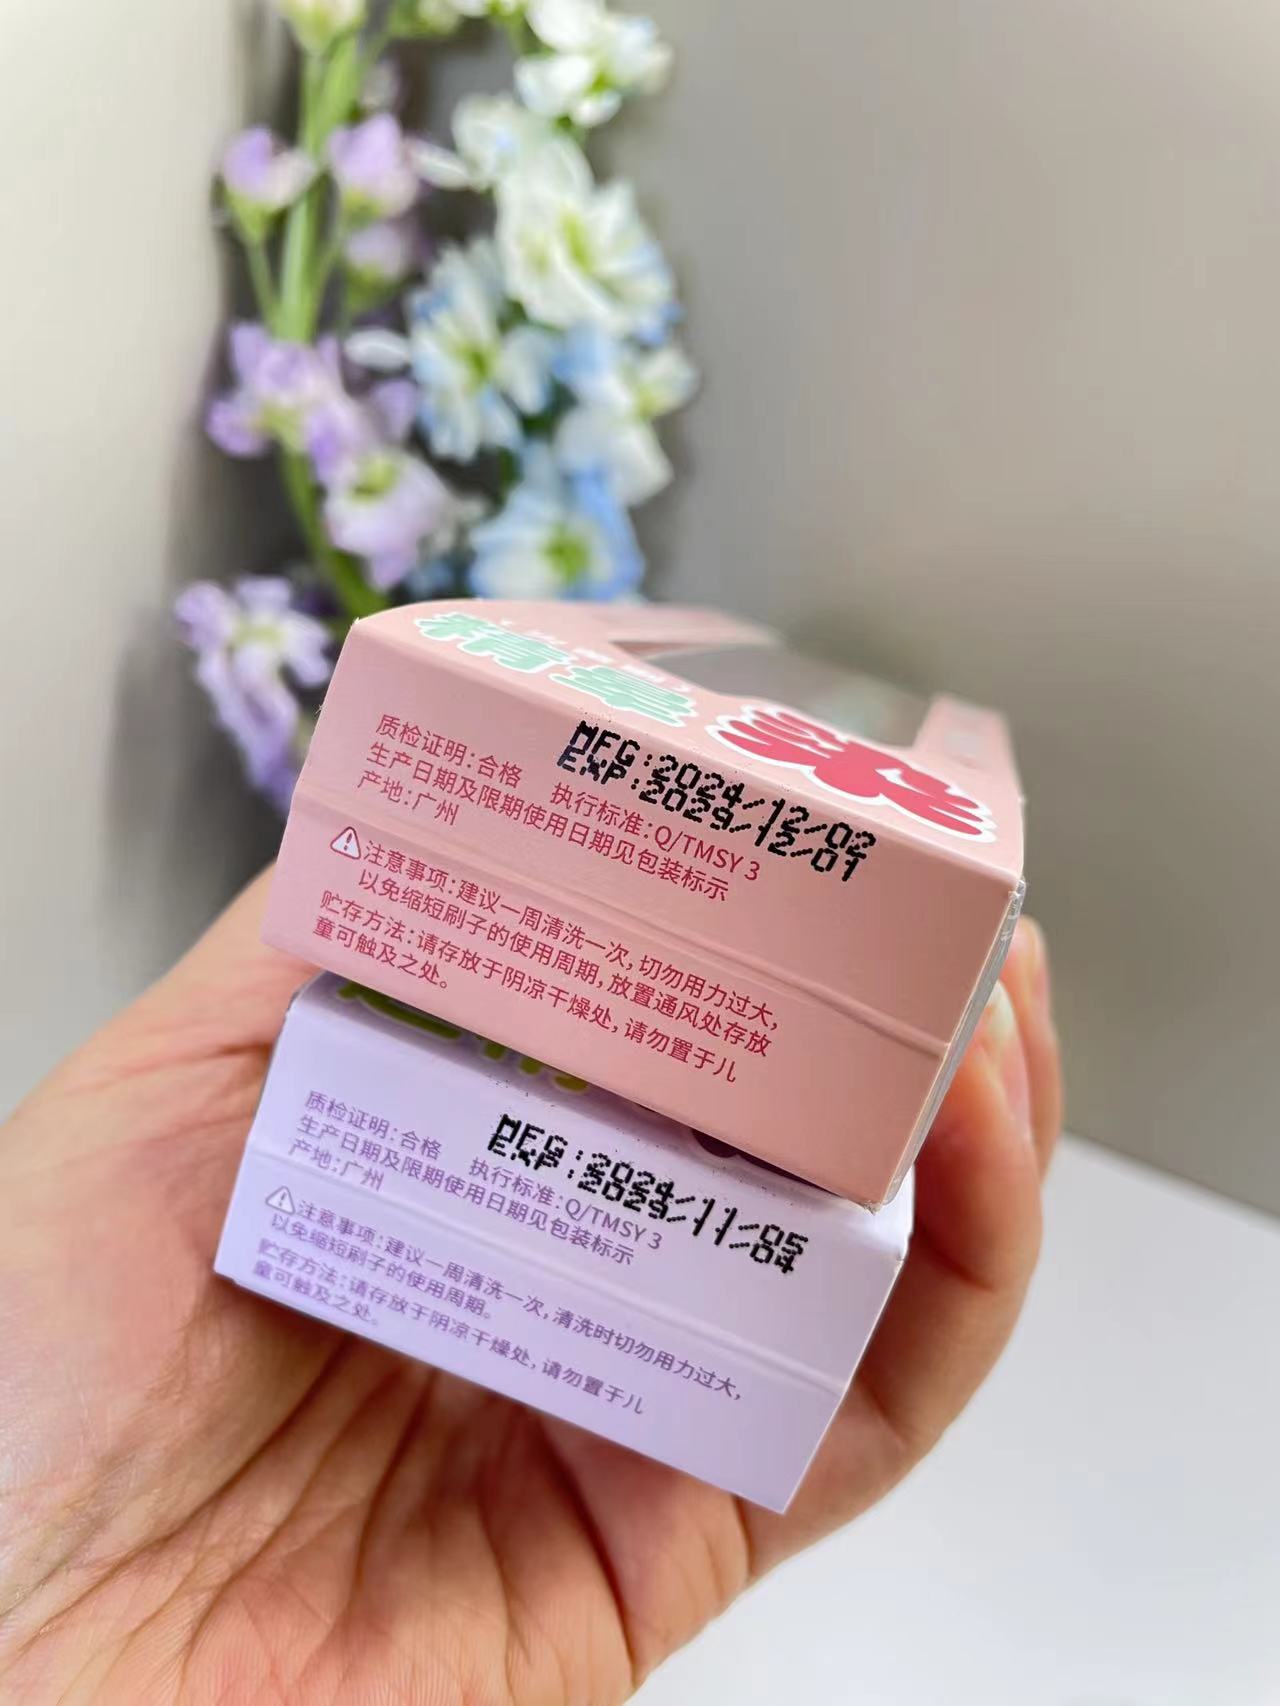 精
质检证明:合格
MFG:2024/12/02
EXP:2029/12/01
执行标准:Q/TMSY 3
生产日期及限期使用日期见包装标示
产地:广州
注意事项:建议一周清洗一次,切勿用力过大,
以免缩短刷子的使用周期,放置通风处存放
贮存方法:请存放于阴凉干燥处,请勿置于儿
童可触及之处。
质检证明:合格
MFG:2024/11/05
EXP:2029/11/04
执行标准:Q/TMSY 3
生产日期及限期使用日期见包装标示
产地:广州
注意事项:建议一周清洗一次,清洗时切勿用力过大,
以免缩短刷子的使用周期。
贮存方法:请存放于阴凉干燥处,请勿置于儿
童可触及之处。